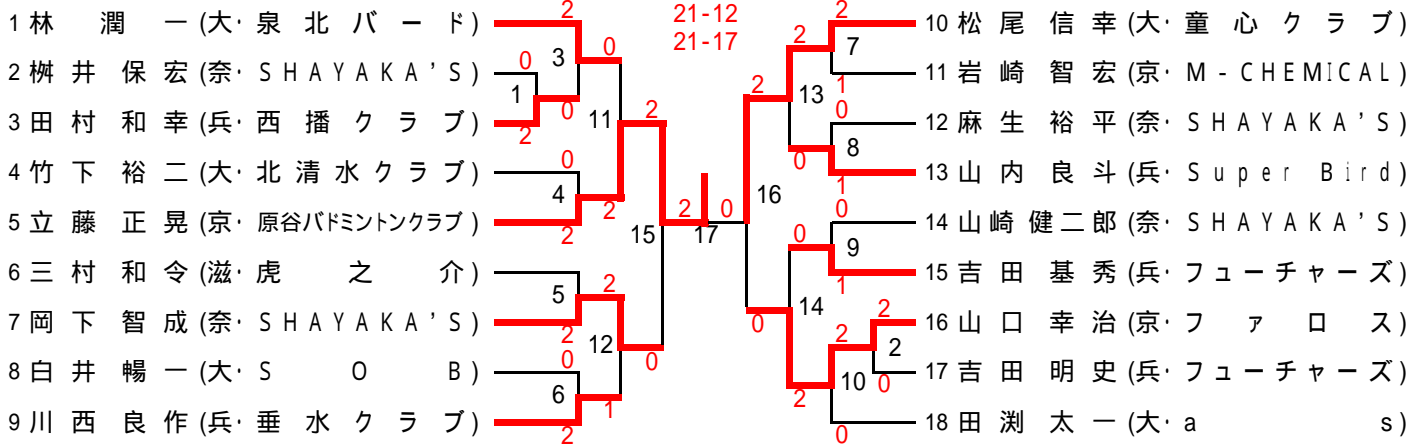 1 林 潤 一 (大・泉 北 バ ー ド)
2 桝 井 保 宏 (奈・SHAYAKA'S)
3 田 村 和 幸 (兵・西 播 ク ラ ブ)
4 竹 下 裕 二 (大・北 清 水 ク ラ ブ)
5 立 藤 正 晃 (京・原谷バドミントンクラブ)
6 三 村 和 令 (滋・虎 之 介)
7 岡 下 智 成 (奈・SHAYAKA'S)
8 白 井 暢 一 (大・S O B)
9 川 西 良 作 (兵・垂 水 ク ラ ブ)
2
0
3
0
1
2
0
11
2
0
4
2
2
15
5
2
2
12
0
0
6
1
2
21-12
21-17
2
17
0
2
2
7
1
2
13
0
8
0
1
16
0
0
9
1
14
0
2
2
2
0
10
2
0
10 松 尾 信 幸 (大・童 心 ク ラ ブ)
11 岩 崎 智 宏 (京・M-CHEMICAL)
12 麻 生 裕 平 (奈・SHAYAKA'S)
13 山 内 良 斗 (兵・Super Bird)
14 山 崎 健 二 郎 (奈・SHAYAKA'S)
15 吉 田 基 秀 (兵・フューチャーズ)
16 山 口 幸 治 (京・フ ァ ロ ス)
17 吉 田 明 史 (兵・フューチャーズ)
18 田 渕 太 一 (大・a s)